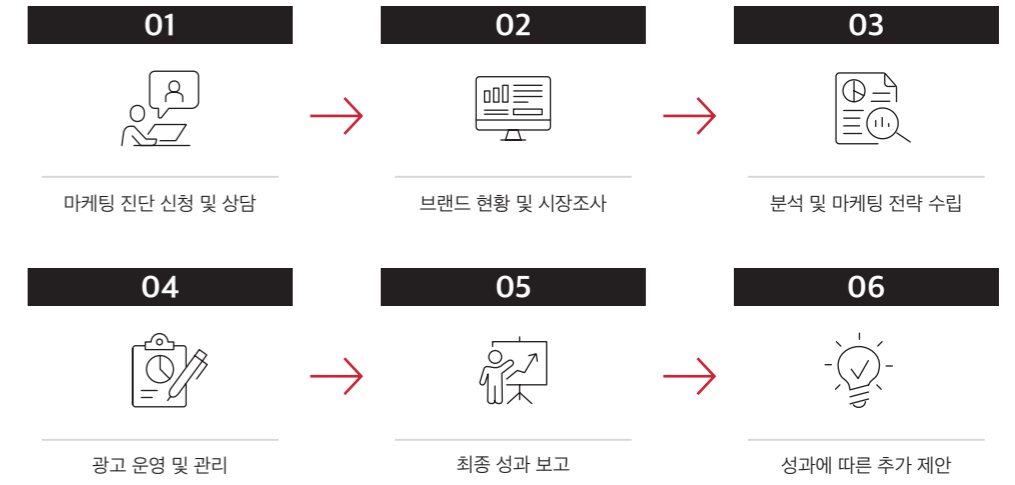 01
02
03
마케팅 진단 신청 및 상담
브랜드 현황 및 시장조사
분석 및 마케팅 전략 수립
04
05
06
광고 운영 및 관리
최종 성과 보고
성과에 따른 추가 제안